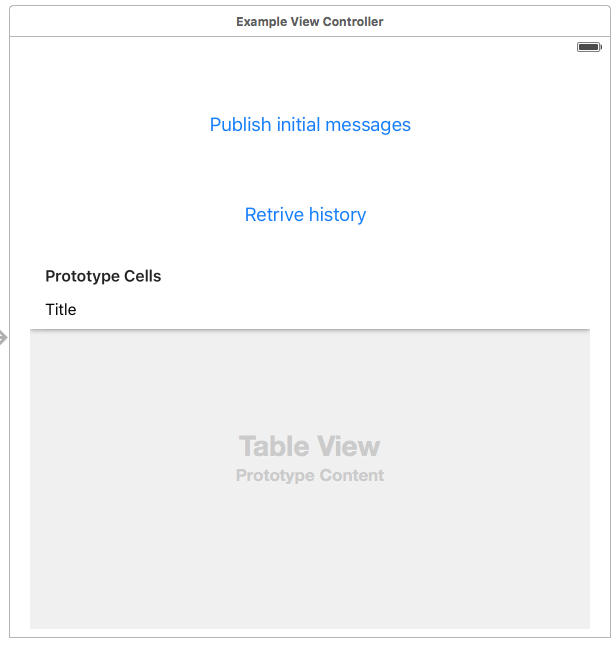 Example View Controller
Publish initial messages
Retrive history
Prototype Cells
Title
Table View
Prototype Content